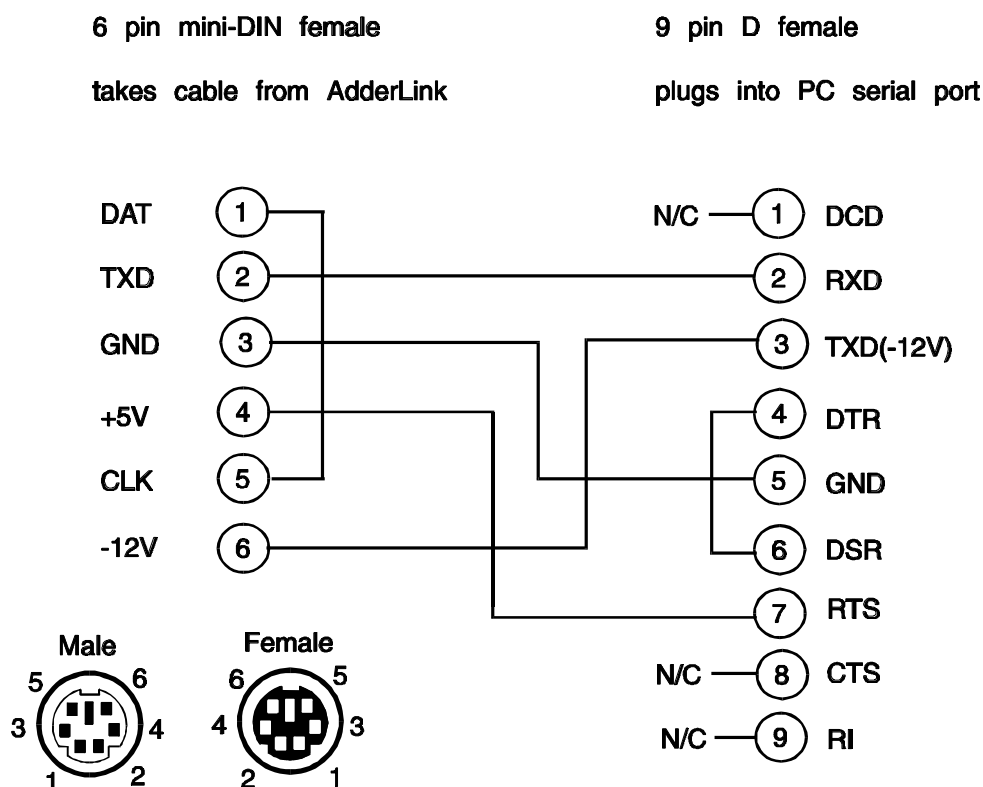 6 pin mini-DIN female
takes cable from AdderLink
9 pin D female
plugs into PC serial port
DAT 1
TXD 2
GND 3
+5V 4
CLK 5
-12V 6
N/C 1 DCD
2 RXD
3 TXD(-12V)
4 DTR
5 GND
6 DSR
7 RTS
N/C 8 CTS
N/C 9 RI
Male
5 6
3 4
1 2
Female
6 5
4 3
2 1